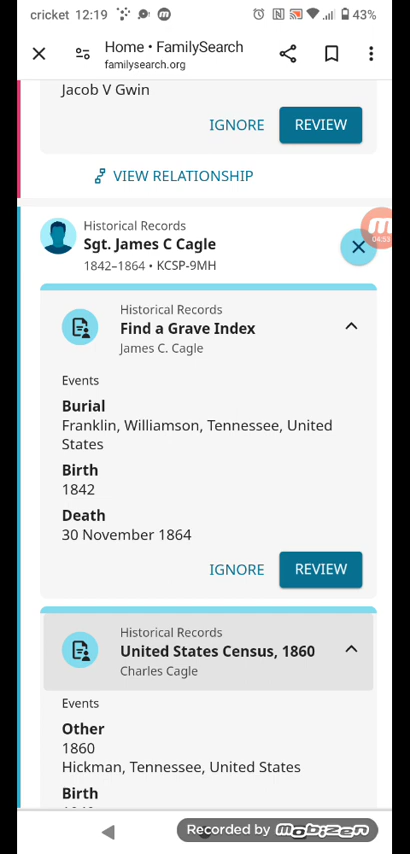 cricket 12:19 43%
Home • FamilySearch
familysearch.org
Jacob V Gwin
IGNORE REVIEW
VIEW RELATIONSHIP
Historical Records
Sgt. James C Cagle
1842–1864 • KCSP-9MH
04:53
Historical Records
Find a Grave Index
James C. Cagle
Events
Burial
Franklin, Williamson, Tennessee, United
States
Birth
1842
Death
30 November 1864
IGNORE REVIEW
Historical Records
United States Census, 1860
Charles Cagle
Events
Other
1860
Hickman, Tennessee, United States
Birth
Recorded by mobizen